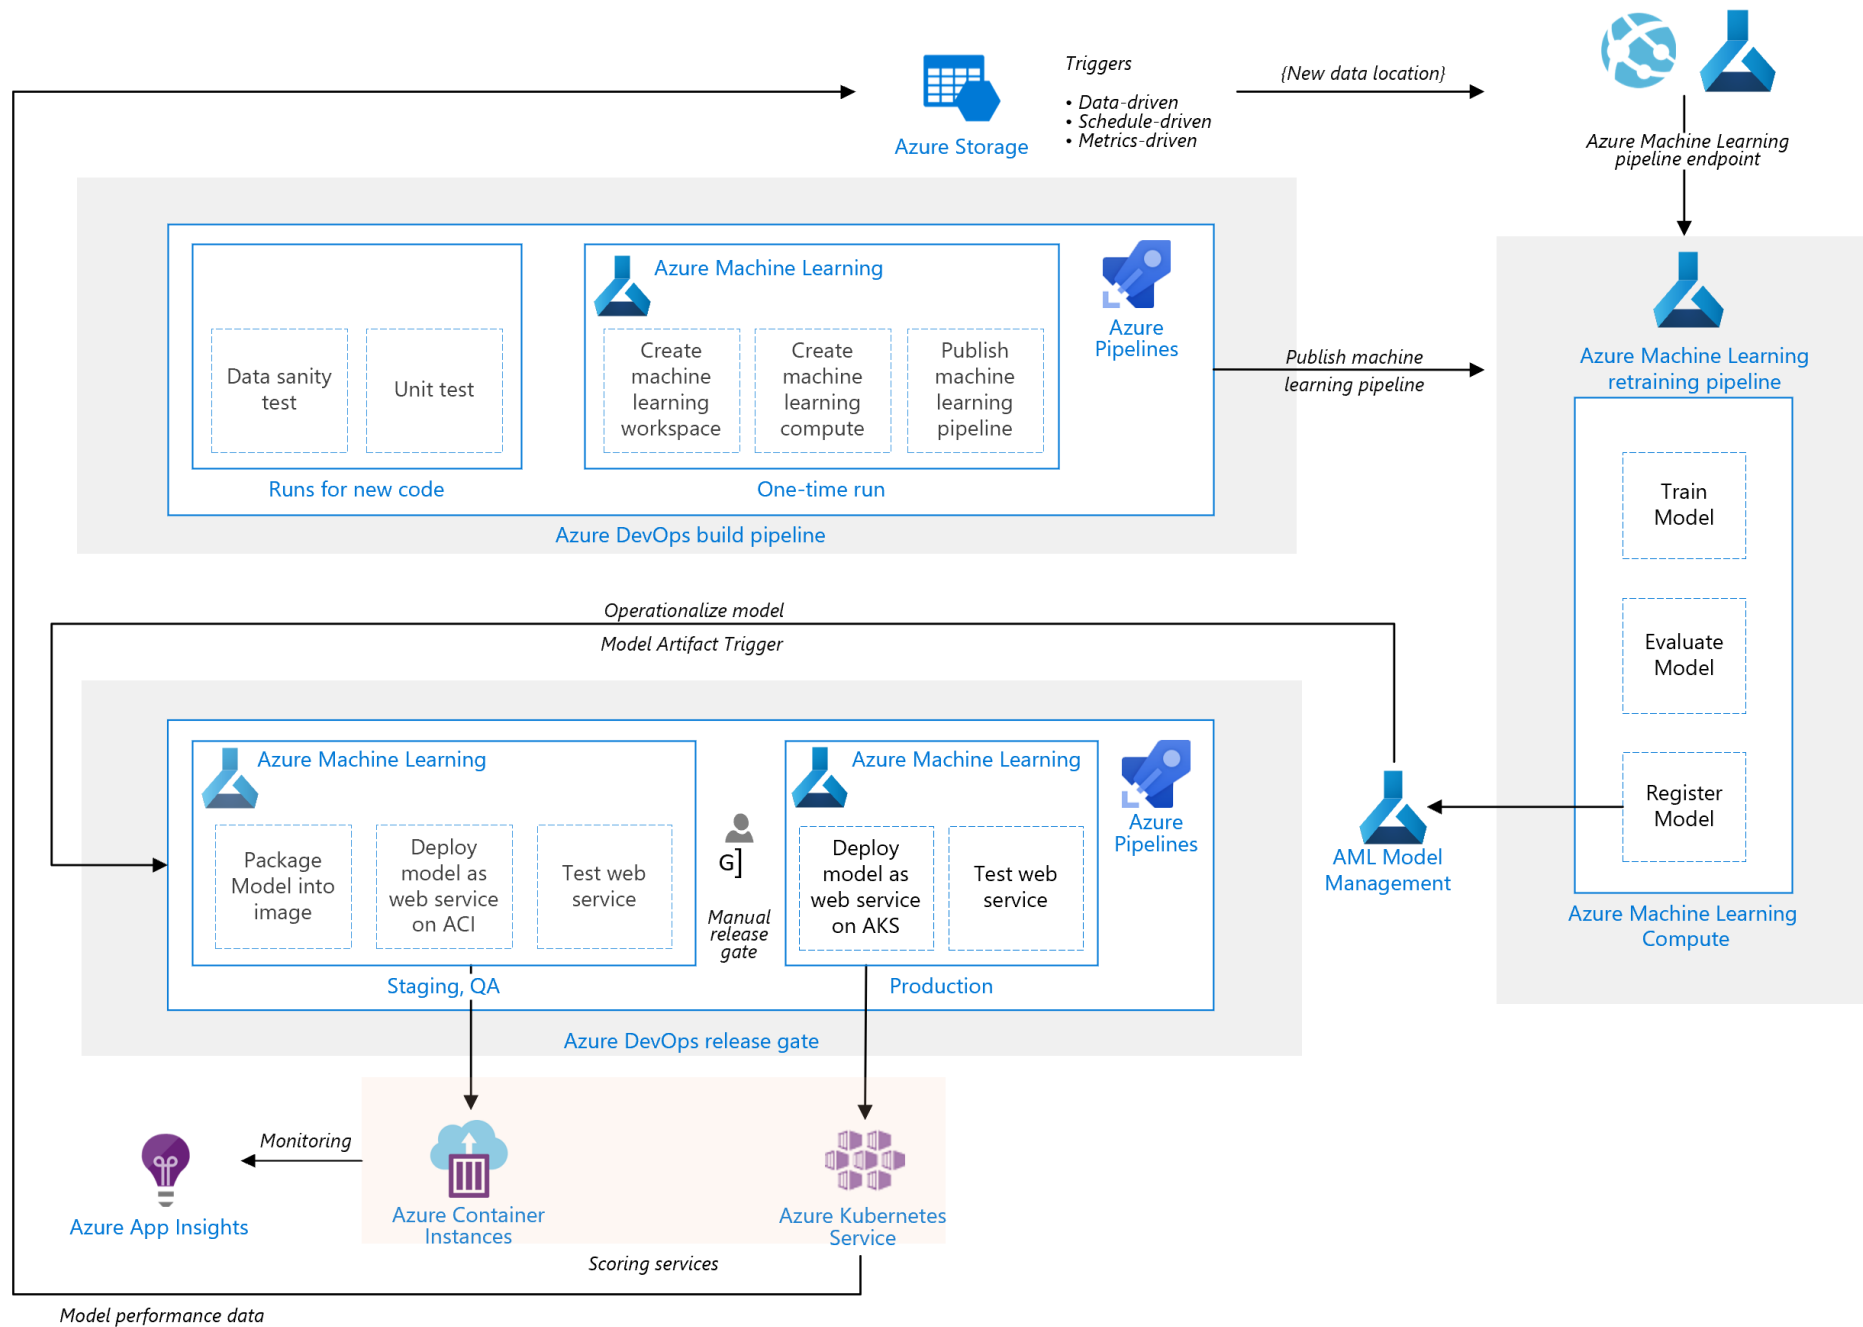 Triggers
• Data-driven
• Schedule-driven
• Metrics-driven
Azure Storage
{New data location}
Azure Machine Learning
pipeline endpoint
Azure Machine Learning
Data sanity
test
Unit test
Create
machine
learning
workspace
Create
machine
learning
compute
Publish
machine
learning
pipeline
Azure
Pipelines
Runs for new code
One-time run
Azure DevOps build pipeline
Publish machine
learning pipeline
Azure Machine Learning
retraining pipeline
Train
Model
Evaluate
Model
Register
Model
Azure Machine Learning
Compute
AML Model
Management
Operationalize model
Model Artifact Trigger
Azure Machine Learning
Package
Model into
image
Deploy
model as
web service
on ACI
Test web
service
Staging, QA
G]
Manual
release
gate
Azure Machine Learning
Deploy
model as
web service
on AKS
Test web
service
Production
Azure
Pipelines
Azure DevOps release gate
Monitoring
Azure App Insights
Azure Container
Instances
Azure Kubernetes
Service
Scoring services
Model performance data